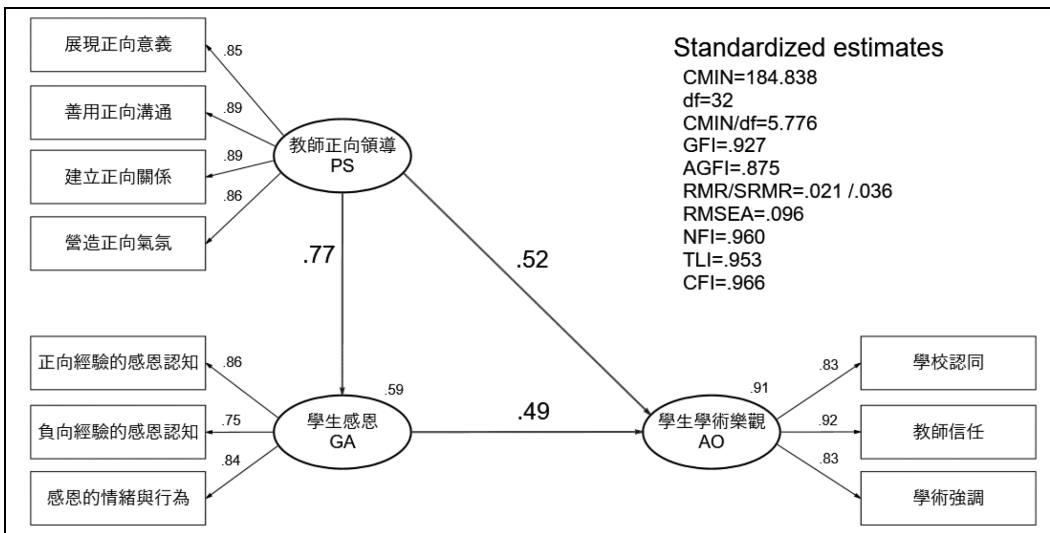 展現正向意義
善用正向溝通
建立正向關係
營造正向氣氛
.85
.89
.89
.86
教師正向領導
PS
Standardized estimates
CMIN=184.838
df=32
CMIN/df=5.776
GFI=.927
AGFI=.875
RMR/SRMR=.021 /.036
RMSEA=.096
NFI=.960
TLI=.953
CFI=.966
.77
.52
正向經驗的感恩認知
負向經驗的感恩認知
感恩的情緒與行為
.86
.75
.84
.59
學生感恩
GA
.49
.91
學生學術樂觀
AO
.83
.92
.83
學校認同
教師信任
學術強調